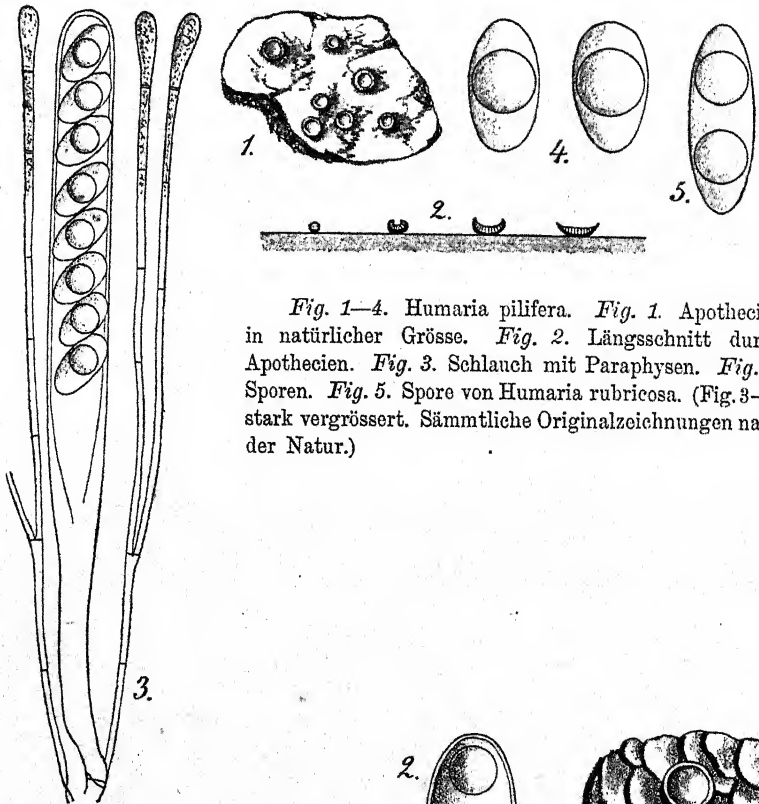 1.
4.
5.
2.
Fig. 1—4. Humaria pilifera. Fig. 1. Apotheci
in natürlicher Grösse. Fig. 2. Längsschnitt dur
Apothecien. Fig. 3. Schlauch mit Paraphysen. Fig.
Sporen. Fig. 5. Spore von Humaria rubricosa. (Fig. 3-
stark vergrössert. Sämmtliche Originalzeichnungen na
der Natur.)
3.
2.